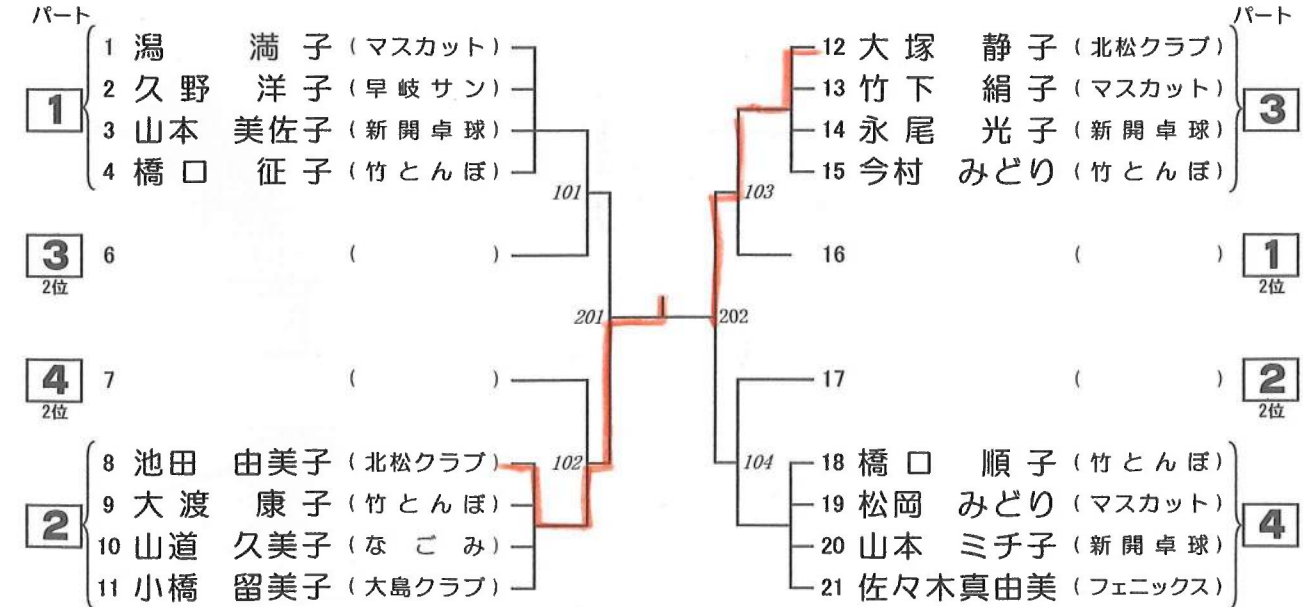 パート
1
1 潟 満子 (マスカット)
2 久野 洋子 (早岐サン)
3 山本 美佐子 (新開卓球)
4 橋口 征子 (竹とんぼ)
101
3
2位
6 ( )
201
4
2位
7 ( )
102
2
8 池田 由美子 (北松クラブ)
9 大渡 康子 (竹とんぼ)
10 山道 久美子 (なごみ)
11 小橋 留美子 (大島クラブ)
パート
3
12 大塚 静子 (北松クラブ)
13 竹下 絹子 (マスカット)
14 永尾 光子 (新開卓球)
15 今村 みどり (竹とんぼ)
103
16 ( )
1
2位
202
17 ( )
2
2位
104
18 橋口 順子 (竹とんぼ)
19 松岡 みどり (マスカット)
20 山本 ミチ子 (新開卓球)
21 佐々木真由美 (フェニックス)
4